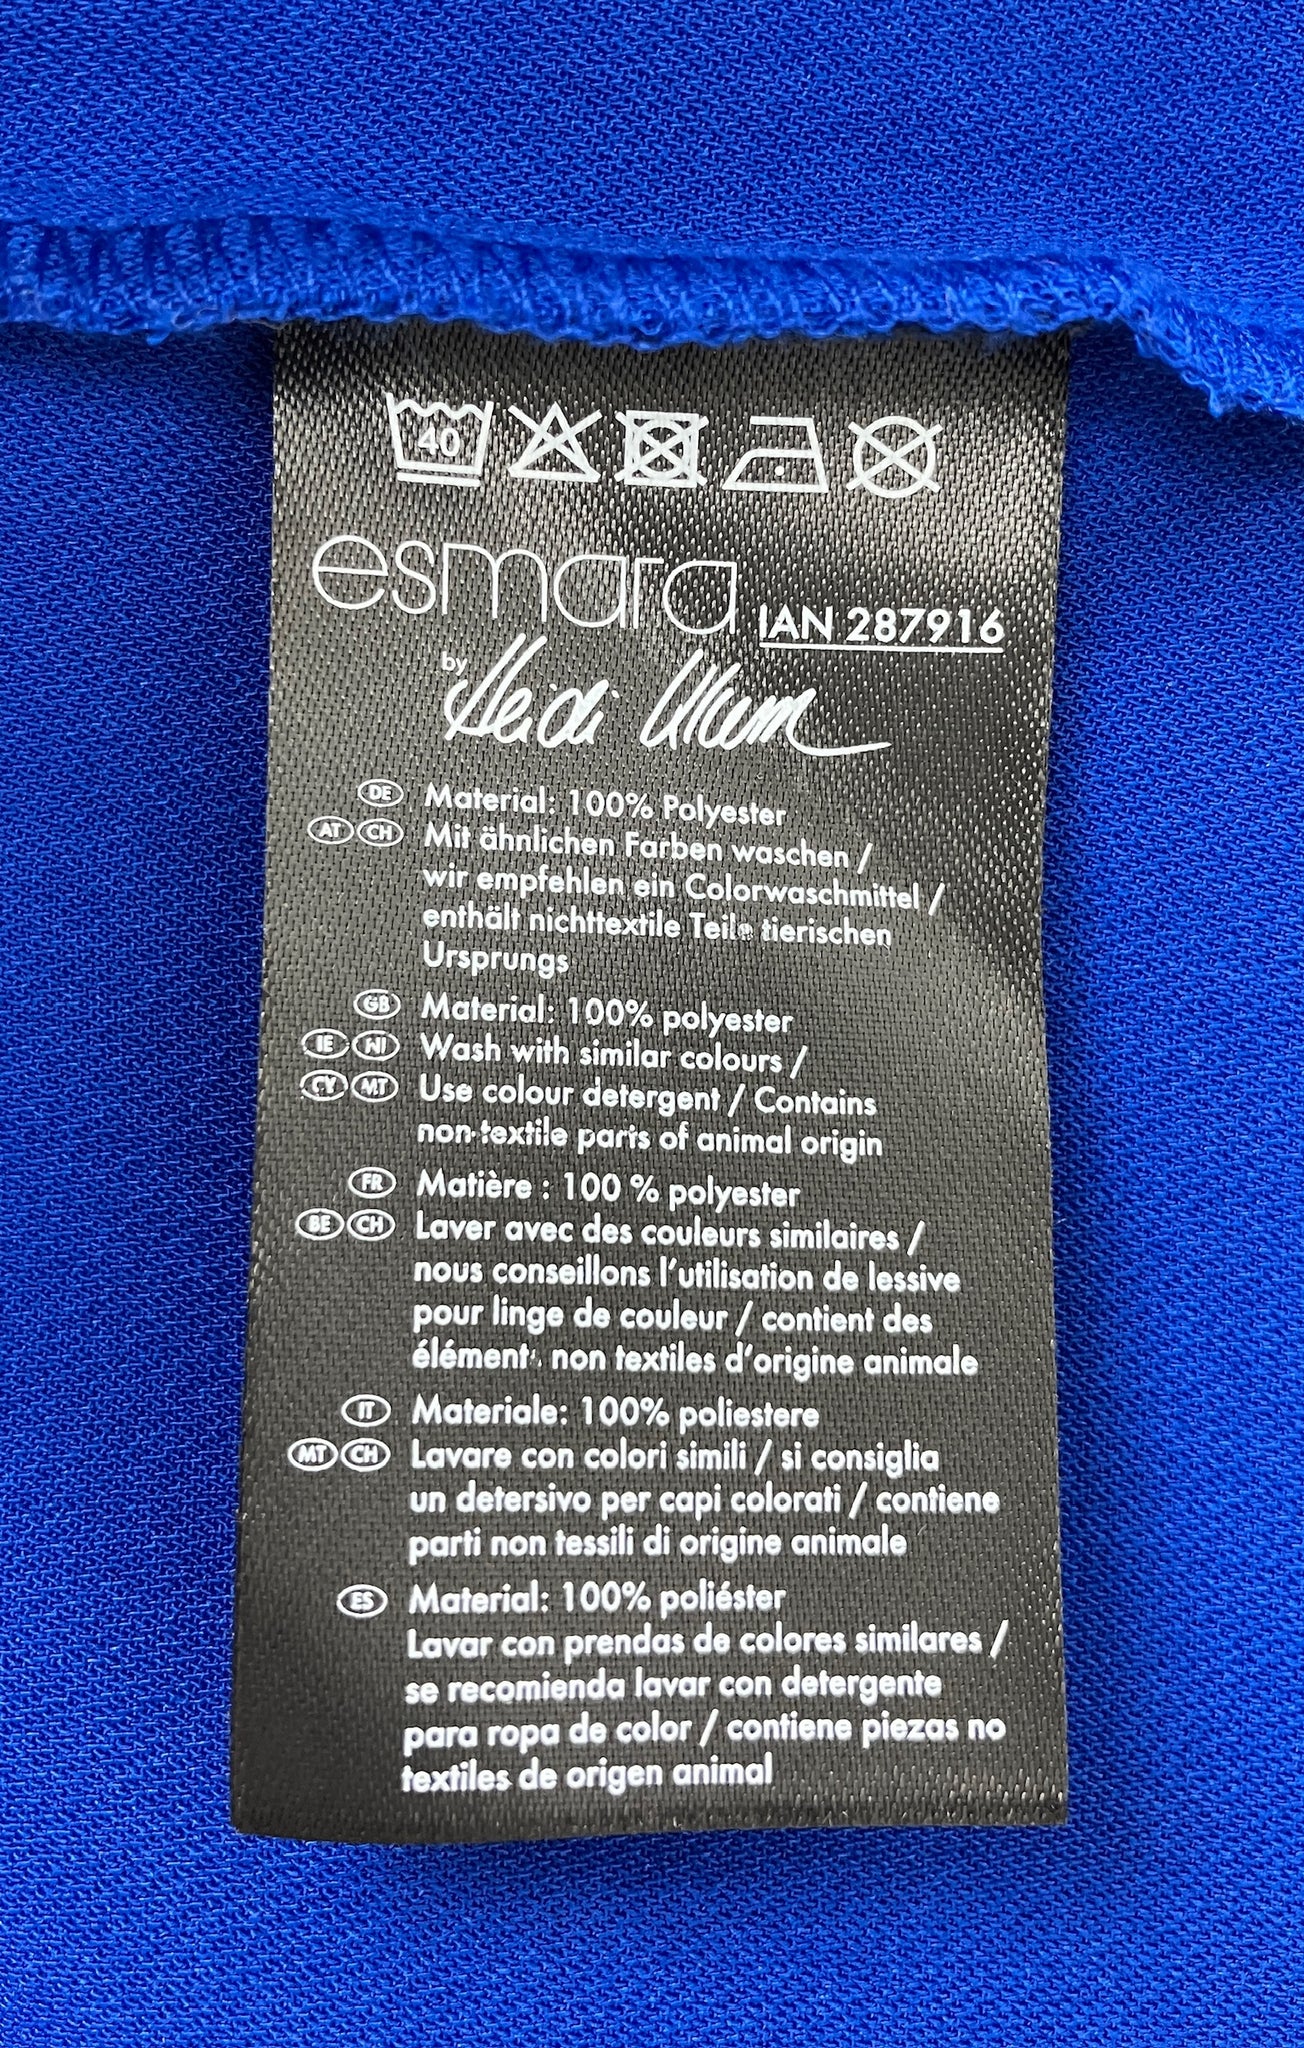 40
esmara IAN 287916
by Heidi Klum
DE Material: 100% Polyester
AT CH Mit ähnlichen Farben waschen /
wir empfehlen ein Colorwaschmittel /
enthält nichttextile Teile tierischen
Ursprungs
GB Material: 100% polyester
IE NI Wash with similar colours /
CY MT Use colour detergent / Contains
non-textile parts of animal origin
FR Matière : 100 % polyester
BE CH Laver avec des couleurs similaires /
nous conseillons l'utilisation de lessive
pour linge de couleur / contient des
éléments non textiles d'origine animale
IT Materiale: 100% poliestere
MT CH Lavare con colori simili / si consiglia
un detersivo per capi colorati / contiene
parti non tessili di origine animale
ES Material: 100% poliéster
Lavar con prendas de colores similares /
se recomienda lavar con detergente
para ropa de color / contiene piezas no
textiles de origen animal